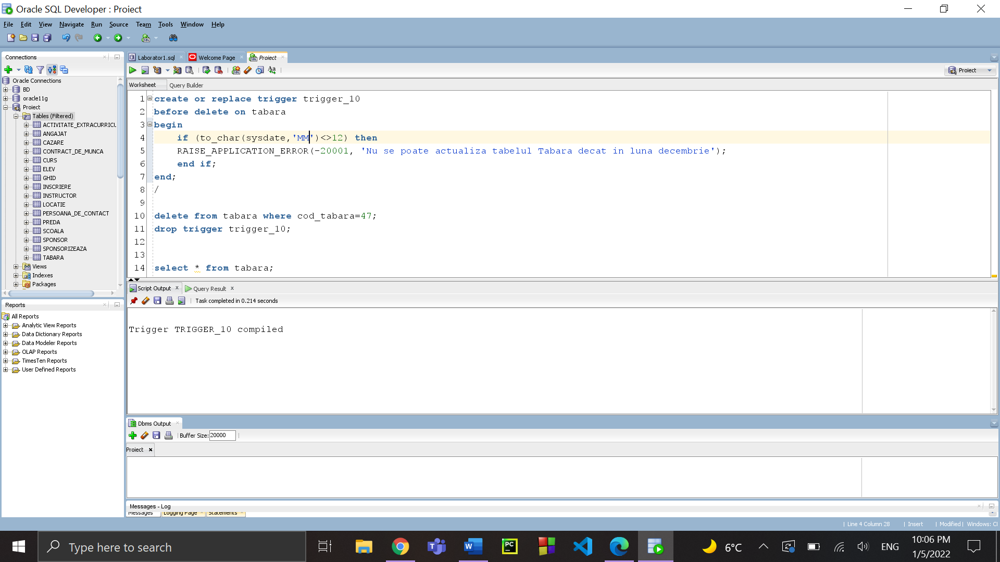 Oracle SQL Developer : Proiect
File Edit View Navigate Run Source Team Tools Window Help
Connections
Oracle Connections
BD
oracle11g
Proiect
Tables (Filtered)
ACTIVITATE_EXTRACURRICU
ANGAJAT
CAZARE
CONTRACT_DE_MUNCA
CURS
ELEV
GHID
INSCRIERE
INSTRUCTOR
LOCATIE
PERSOANA_DE_CONTACT
PREDA
SCOALA
SPONSOR
SPONSORIZEAZA
TABARA
Views
Indexes
Packages
Reports
All Reports
Analytic View Reports
Data Dictionary Reports
Data Modeler Reports
OLAP Reports
TimesTen Reports
User Defined Reports
Laborator1.sql Welcome Page Proiect
Proiect
Worksheet Query Builder
1 create or replace trigger trigger_10
2 before delete on tabara
3 begin
4 if (to_char(sysdate,'MM')<>12) then
5 RAISE_APPLICATION_ERROR(-20001, 'Nu se poate actualiza tabelul Tabara decat in luna decembrie');
6 end if;
7 end;
8 /
9
10 delete from tabara where cod_tabara=47;
11 drop trigger trigger_10;
12
13
14 select * from tabara;
Script Output Query Result
Task completed in 0.214 seconds
Trigger TRIGGER_10 compiled
Dbms Output
Buffer Size: 20000
Proiect
Messages - Log
Messages Logging Page Statements
Line 4 Column 28 Insert Modified Windows: Cl
Type here to search
6°C ENG 10:06 PM
1/5/2022